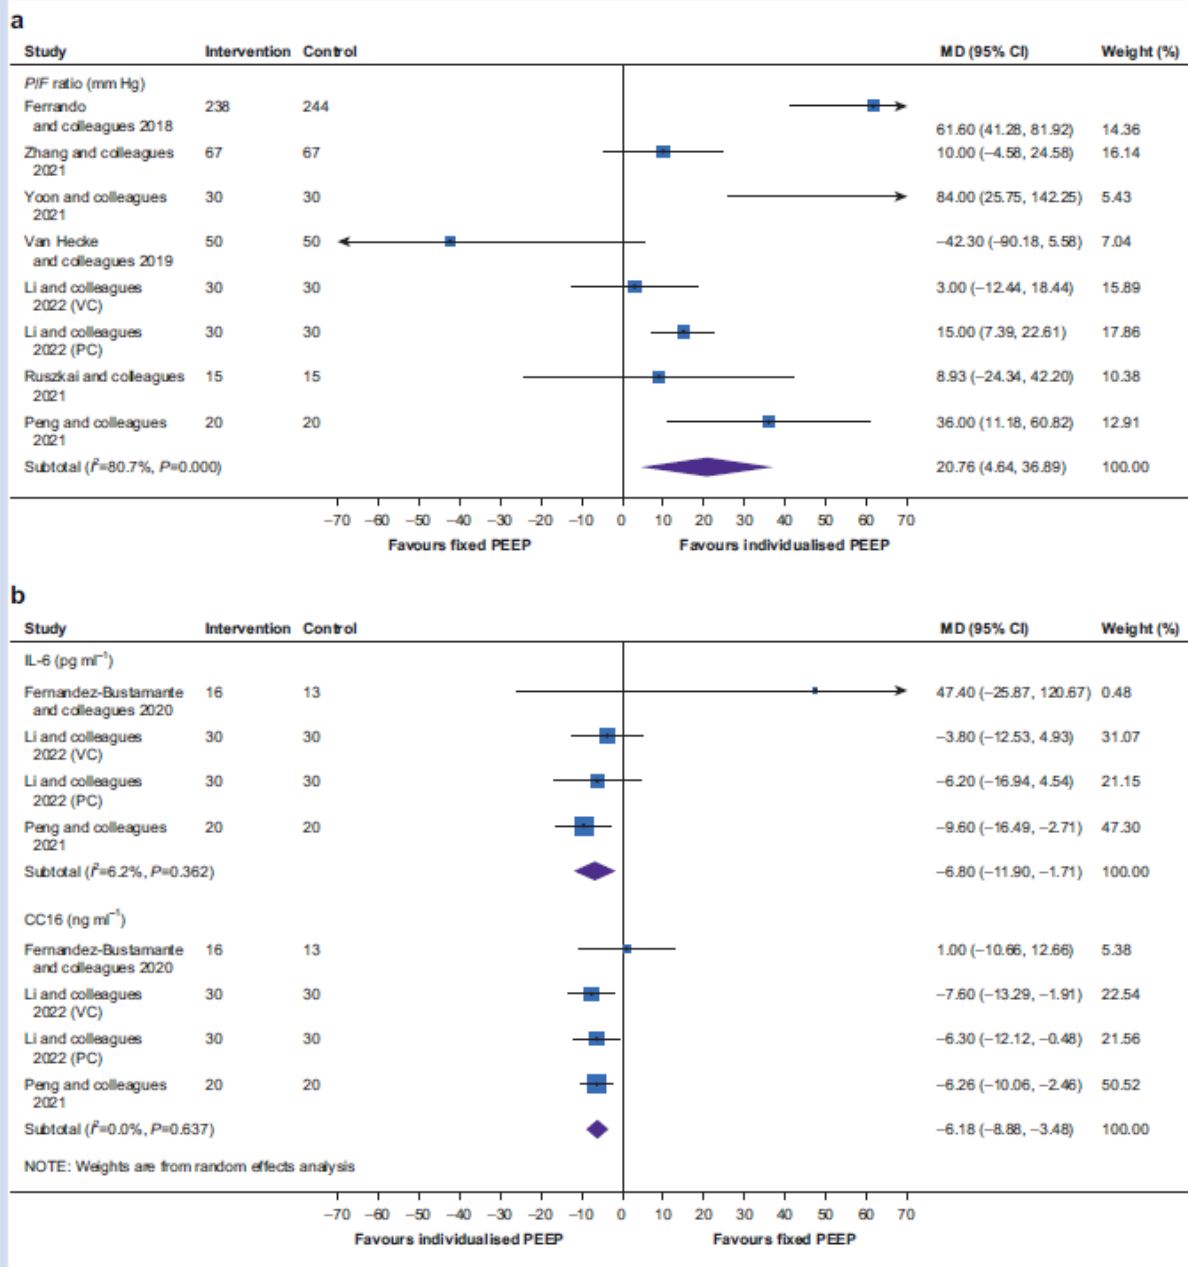 a
Study Intervention Control MD (95% CI) Weight (%)
P/F ratio (mm Hg)
Ferrando 238 244
and colleagues 2018 61.60 (41.28, 81.92) 14.36
Zhang and colleagues 67 67 10.00 (−4.58, 24.58) 16.14
2021
Yoon and colleagues 30 30 84.00 (25.75, 142.25) 5.43
2021
Van Hecke 50 50 −42.30 (−90.18, 5.58) 7.04
and colleagues 2019
Li and colleagues 30 30 3.00 (−12.44, 18.44) 15.89
2022 (VC)
Li and colleagues 30 30 15.00 (7.39, 22.61) 17.86
2022 (PC)
Ruszkai and colleagues 15 15 8.93 (−24.34, 42.20) 10.38
2021
Peng and colleagues 20 20 36.00 (11.18, 60.82) 12.91
2021
Subtotal (I²=80.7%, P=0.000) 20.76 (4.64, 36.89) 100.00
−70 −60 −50 −40 −30 −20 −10 0 10 20 30 40 50 60 70
Favours fixed PEEP Favours individualised PEEP
b
Study Intervention Control MD (95% CI) Weight (%)
IL-6 (pg ml⁻¹)
Fernandez-Bustamante 16 13 47.40 (−25.87, 120.67) 0.48
and colleagues 2020
Li and colleagues 30 30 −3.80 (−12.53, 4.93) 31.07
2022 (VC)
Li and colleagues 30 30 −6.20 (−16.94, 4.54) 21.15
2022 (PC)
Peng and colleagues 20 20 −9.60 (−16.49, −2.71) 47.30
2021
Subtotal (I²=6.2%, P=0.362) −6.80 (−11.90, −1.71) 100.00
CC16 (ng ml⁻¹)
Fernandez-Bustamante 16 13 1.00 (−10.66, 12.66) 5.38
and colleagues 2020
Li and colleagues 30 30 −7.60 (−13.29, −1.91) 22.54
2022 (VC)
Li and colleagues 30 30 −6.30 (−12.12, −0.48) 21.56
2022 (PC)
Peng and colleagues 20 20 −6.26 (−10.06, −2.46) 50.52
2021
Subtotal (I²=0.0%, P=0.637) −6.18 (−8.88, −3.48) 100.00
NOTE: Weights are from random effects analysis
−70 −60 −50 −40 −30 −20 −10 0 10 20 30 40 50 60 70
Favours individualised PEEP Favours fixed PEEP